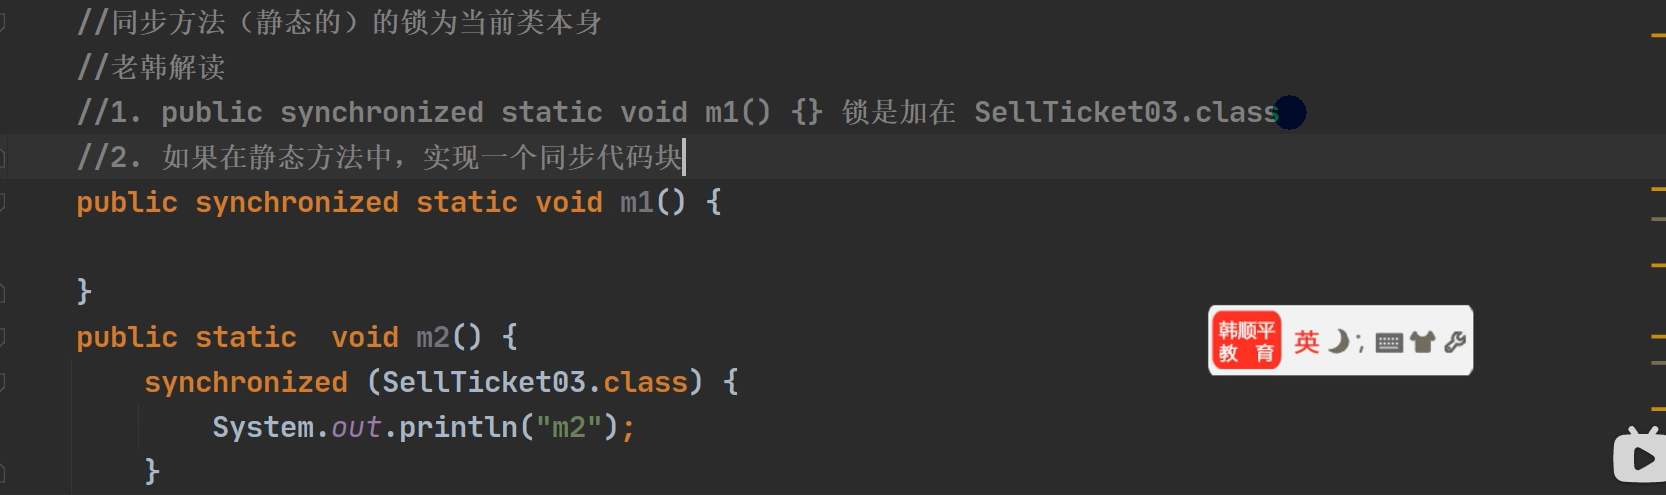 //同步方法（静态的）的锁为当前类本身
//老韩解读
//1. public synchronized static void m1() {} 锁是加在 SellTicket03.class
//2. 如果在静态方法中，实现一个同步代码块
public synchronized static void m1() {
}
public static  void m2() {
synchronized (SellTicket03.class) {
System.out.println("m2");
}
韩顺平
教 育
英 ;